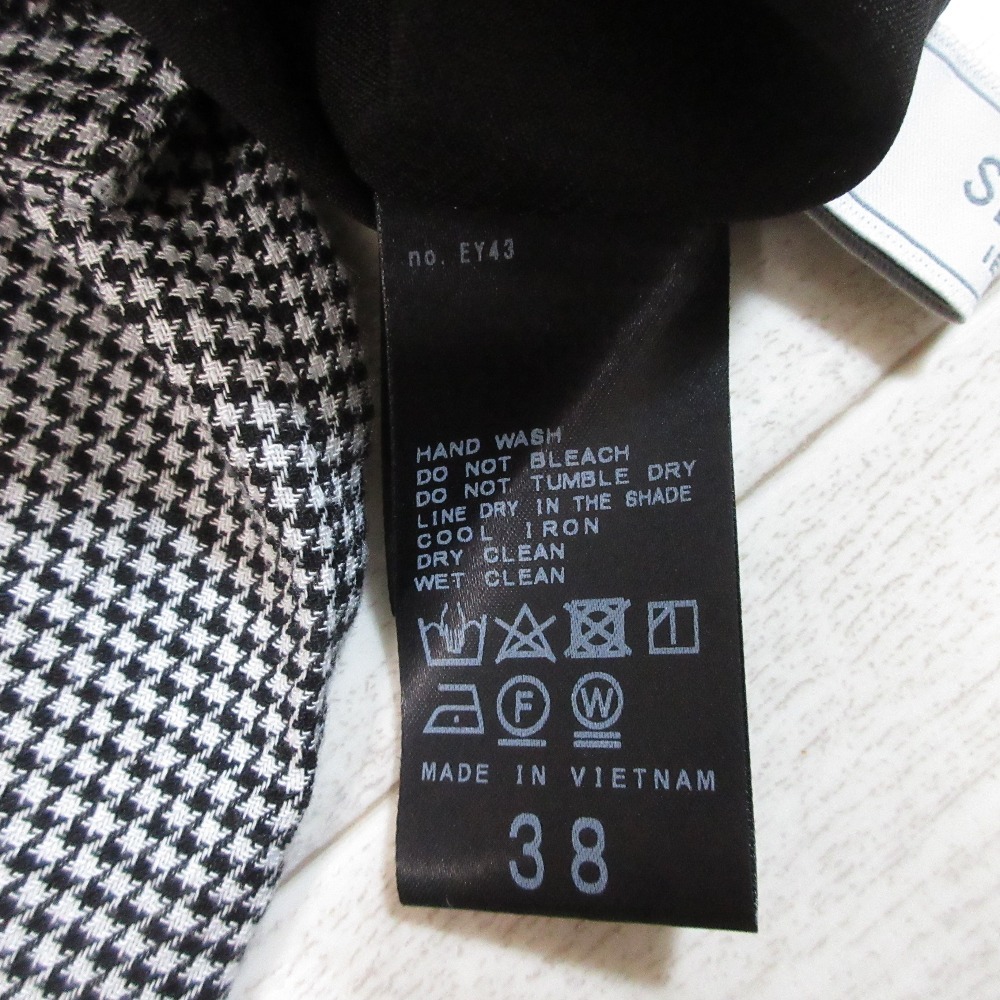 no. EY43
HAND WASH
DO NOT BLEACH
DO NOT TUMBLE DRY
LINE DRY IN THE SHADE
COOL IRON
DRY CLEAN
WET CLEAN
F W
MADE IN VIETNAM
38
S